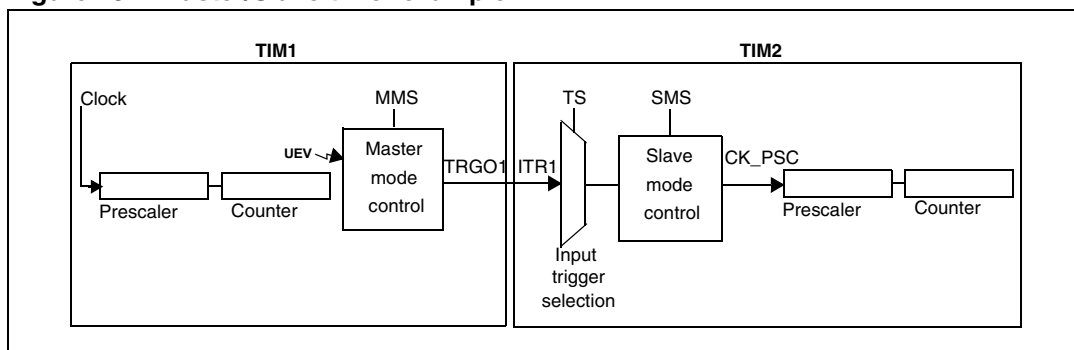 TIM1
TIM2
Clock
MMS
TS
SMS
UEV
Master
mode
control
TRGO1
ITR1
Slave
mode
control
CK_PSC
Prescaler
Counter
Prescaler
Counter
Input
trigger
selection